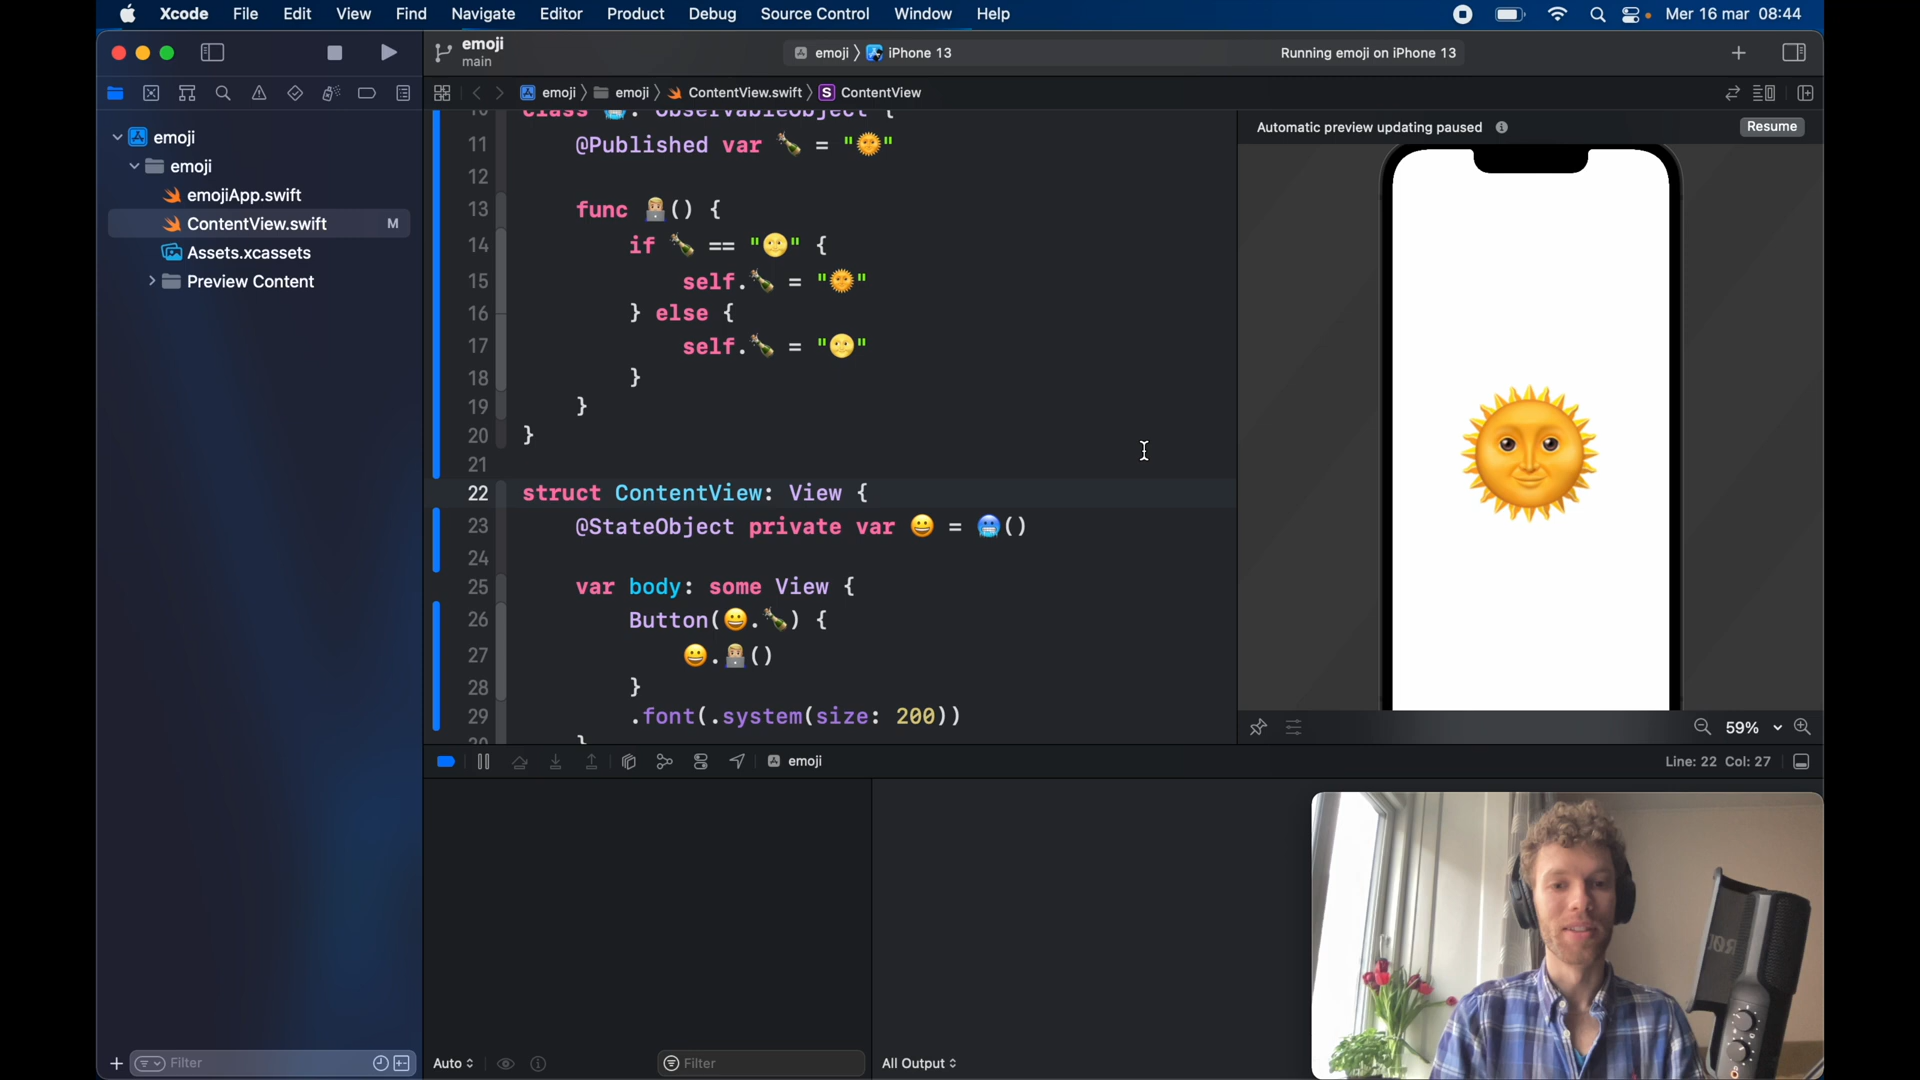 Xcode File Edit View Find Navigate Editor Product Debug Source Control Window Help Mer 16 mar 08:44
emoji
main
emoji iPhone 13
Running emoji on iPhone 13
emoji emoji ContentView.swift S ContentView
emoji
emoji
emojiApp.swift
ContentView.swift M
Assets.xcassets
Preview Content
Automatic preview updating paused Resume
10 class 🥶: ObservableObject {
11 @Published var 🍾 = "🌞"
12
13 func 👨🏼‍💻() {
14 if 🍾 == "🌝" {
15 self.🍾 = "🌞"
16 } else {
17 self.🍾 = "🌝"
18 }
19 }
20 }
21
22 struct ContentView: View {
23 @StateObject private var 😀 = 🥶()
24
25 var body: some View {
26 Button(😀.🍾) {
27 😀.👨🏼‍💻()
28 }
29 .font(.system(size: 200))
30 }
59%
emoji
Line: 22 Col: 27
Filter
Auto
Filter
All Output
RØDE